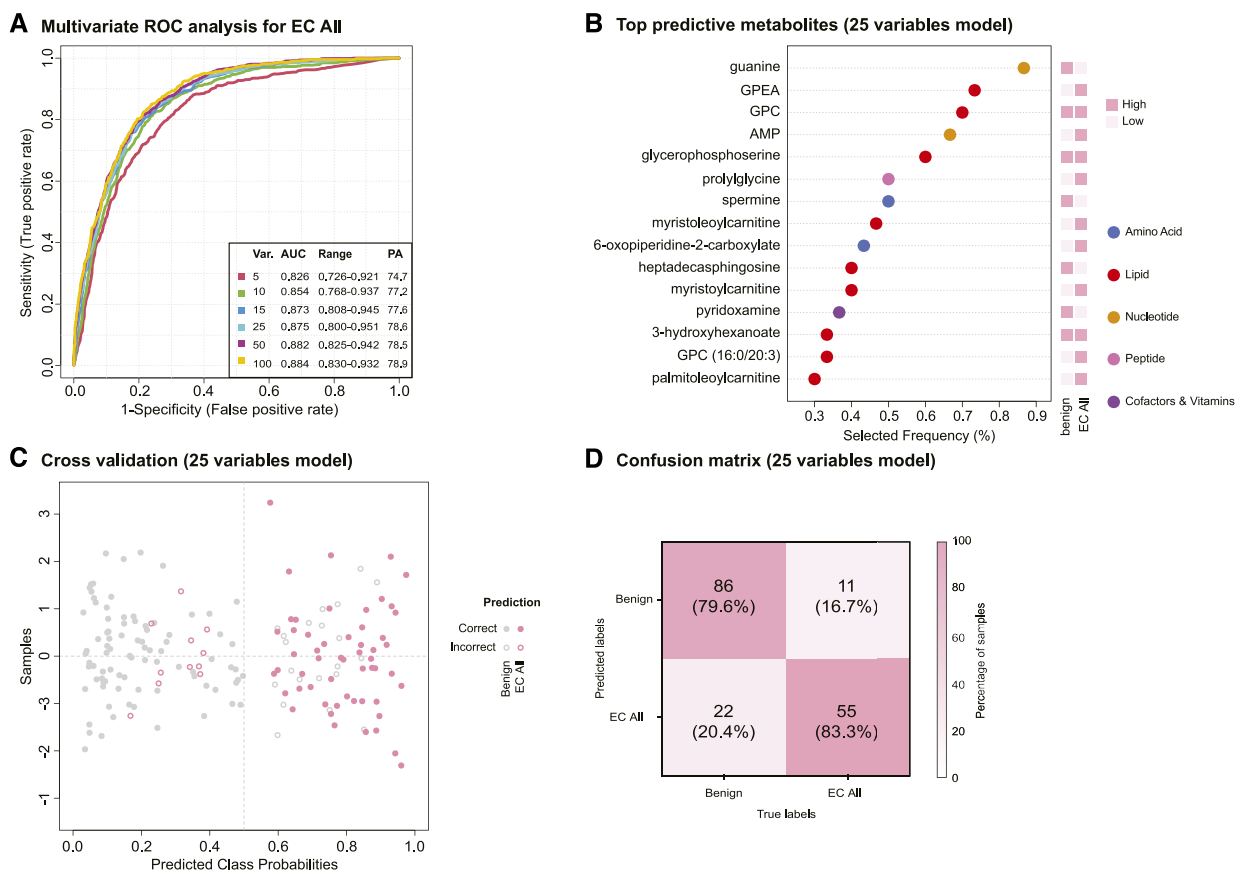 A Multivariate ROC analysis for EC All
Sensitivity (True positive rate)
1.0
0.8
0.6
0.4
0.2
0.0
0.0 0.2 0.4 0.6 0.8 1.0
1-Specificity (False positive rate)
Var. AUC Range PA
5 0.826 0.726-0.921 74,7
10 0.854 0.768-0.937 77,2
15 0.873 0.808-0.945 77,6
25 0.875 0.800-0.951 78,6
50 0.882 0.825-0.942 78,5
100 0.884 0.830-0.932 78,9
B Top predictive metabolites (25 variables model)
guanine
GPEA
GPC
AMP
glycerophosphoserine
prolylglycine
spermine
myristoleoylcarnitine
6-oxopiperidine-2-carboxylate
heptadecasphingosine
myristoylcarnitine
pyridoxamine
3-hydroxyhexanoate
GPC (16:0/20:3)
palmitoleoylcarnitine
0.3 0.4 0.5 0.6 0.7 0.8 0.9
Selected Frequency (%)
benign
EC All
High
Low
Amino Acid
Lipid
Nucleotide
Peptide
Cofactors & Vitamins
C Cross validation (25 variables model)
Samples
3
2
1
0
-3
-2
-1
0.0 0.2 0.4 0.6 0.8 1.0
Predicted Class Probabilities
Prediction
Correct
Incorrect
Benign
EC All
D Confusion matrix (25 variables model)
Predicted labels
Benign
EC All
86
(79.6%)
11
(16.7%)
22
(20.4%)
55
(83.3%)
Benign EC All
True labels
100
80
60
40
20
0
Percentage of samples